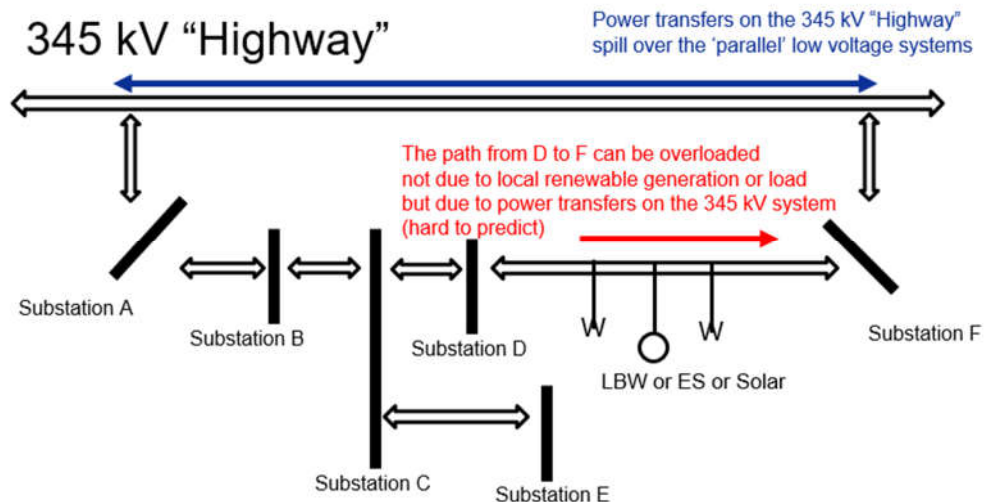 345 kV “Highway”
Power transfers on the 345 kV “Highway”
spill over the ‘parallel’ low voltage systems
The path from D to F can be overloaded
not due to local renewable generation or load
but due to power transfers on the 345 kV system
(hard to predict)
Substation A
Substation B
Substation D
Substation F
W
W
LBW or ES or Solar
Substation C
Substation E